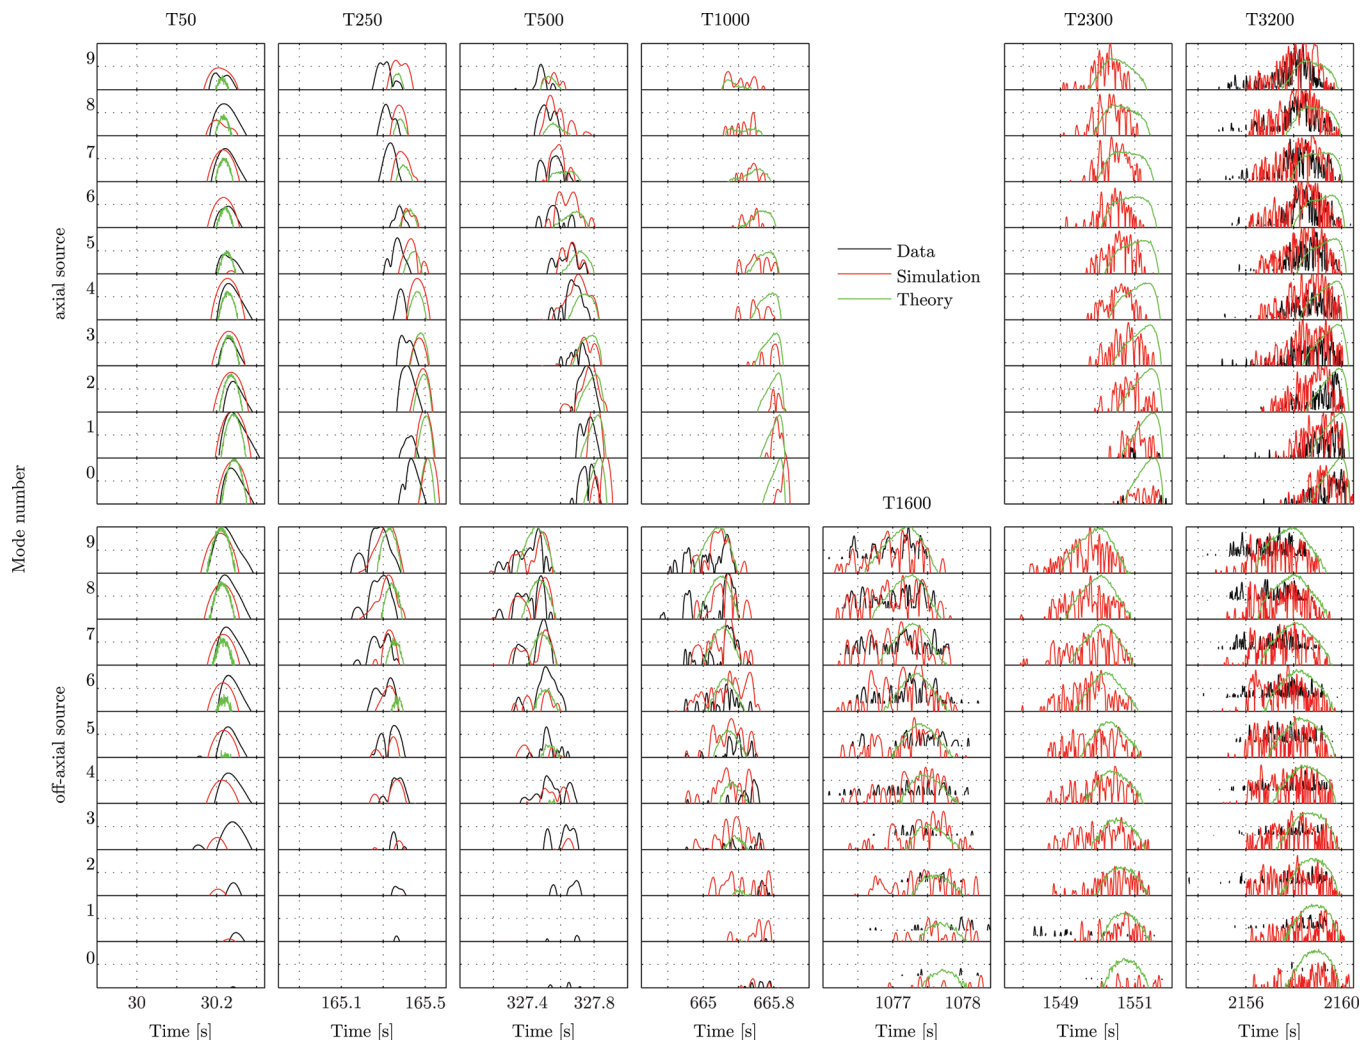 T50 T250 T500 T1000 T2300 T3200
9
8
7
6
5
4
3
2
1
0
axial source
Data
Simulation
Theory
Mode number
T1600
9
8
7
6
5
4
3
2
1
0
off-axial source
30 30.2 165.1 165.5 327.4 327.8 665 665.8 1077 1078 1549 1551 2156 2160
Time [s] Time [s] Time [s] Time [s] Time [s] Time [s] Time [s]